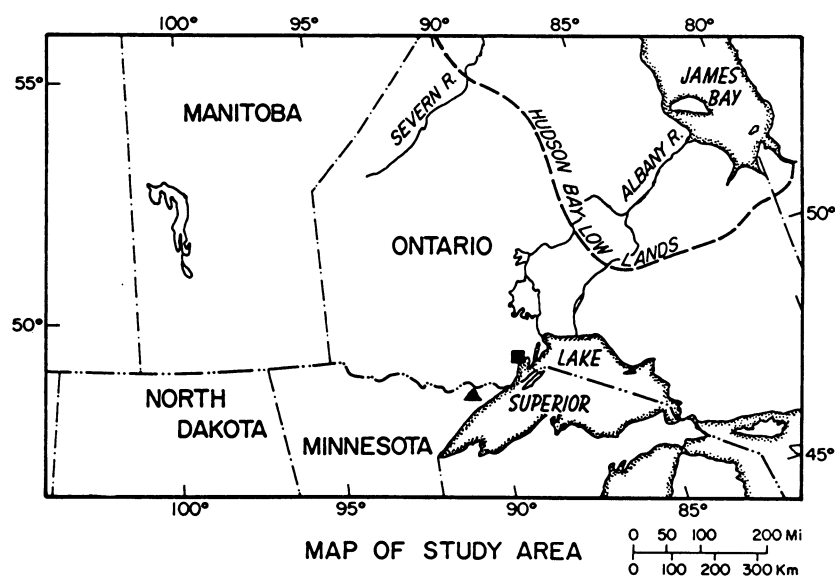 100° 95° 90° 85° 80°
55°
JAMES
BAY
SEVERN R.
MANITOBA
HUDSON BAY LOW LANDS
ALBANY R.
50°
ONTARIO
50°
LAKE
SUPERIOR
NORTH
DAKOTA
MINNESOTA
45°
100° 95° 90° 85°
MAP OF STUDY AREA
0 50 100 200 Mi
0 100 200 300 Km